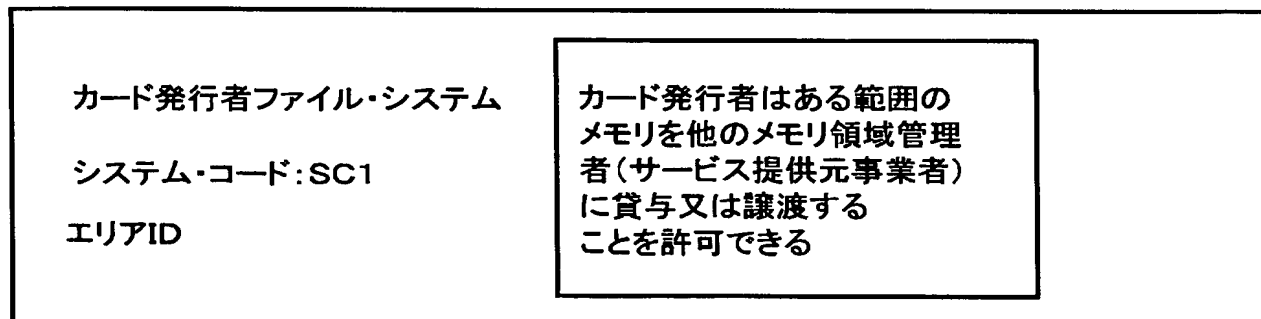 カード発行者ファイル・システム
システム・コード:SC1
エリアID
カード発行者はある範囲の
メモリを他のメモリ領域管理
者(サービス提供元事業者)
に貸与又は譲渡する
ことを許可できる